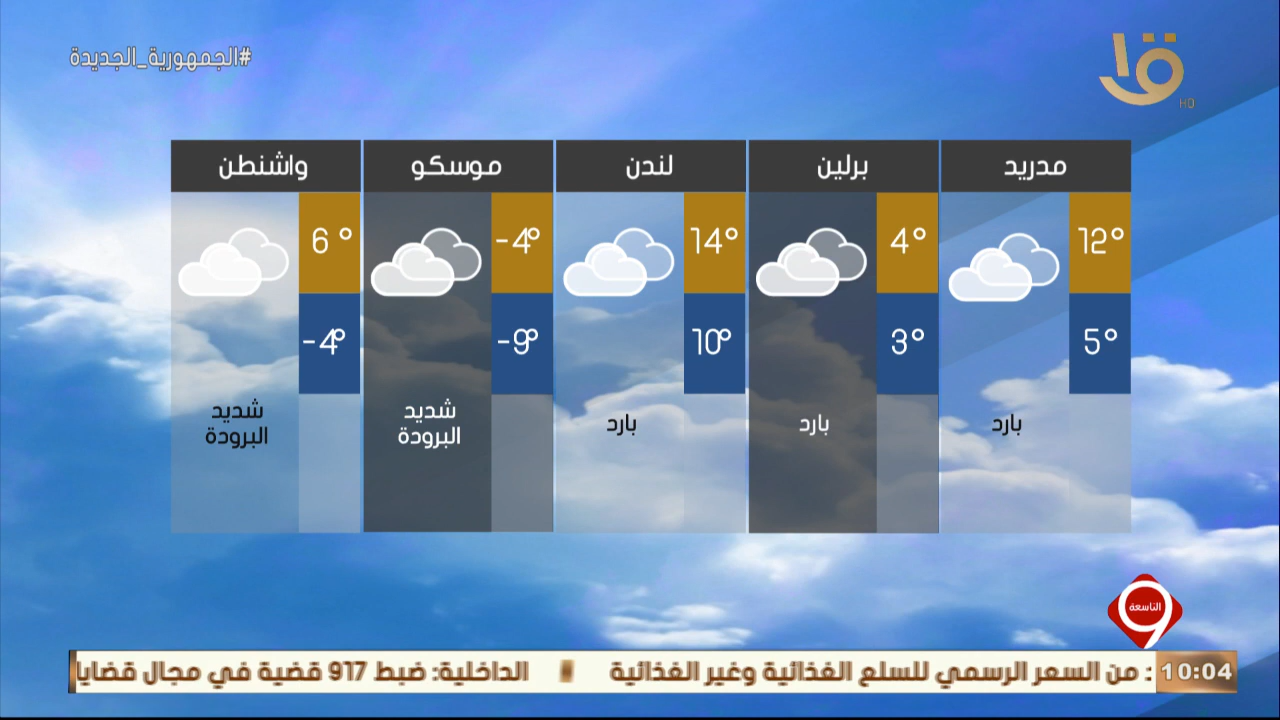 #الجمهورية_الجديدة
HD
مدريد
12°
5°
بارد
برلين
4°
3°
بارد
لندن
14°
10°
بارد
موسكو
-4°
-9°
شديد
البرودة
واشنطن
6°
-4°
شديد
البرودة
التاسعة
9
10:04
: من السعر الرسمي للسلع الغذائية وغير الغذائية
الداخلية: ضبط 917 قضية في مجال قضايا